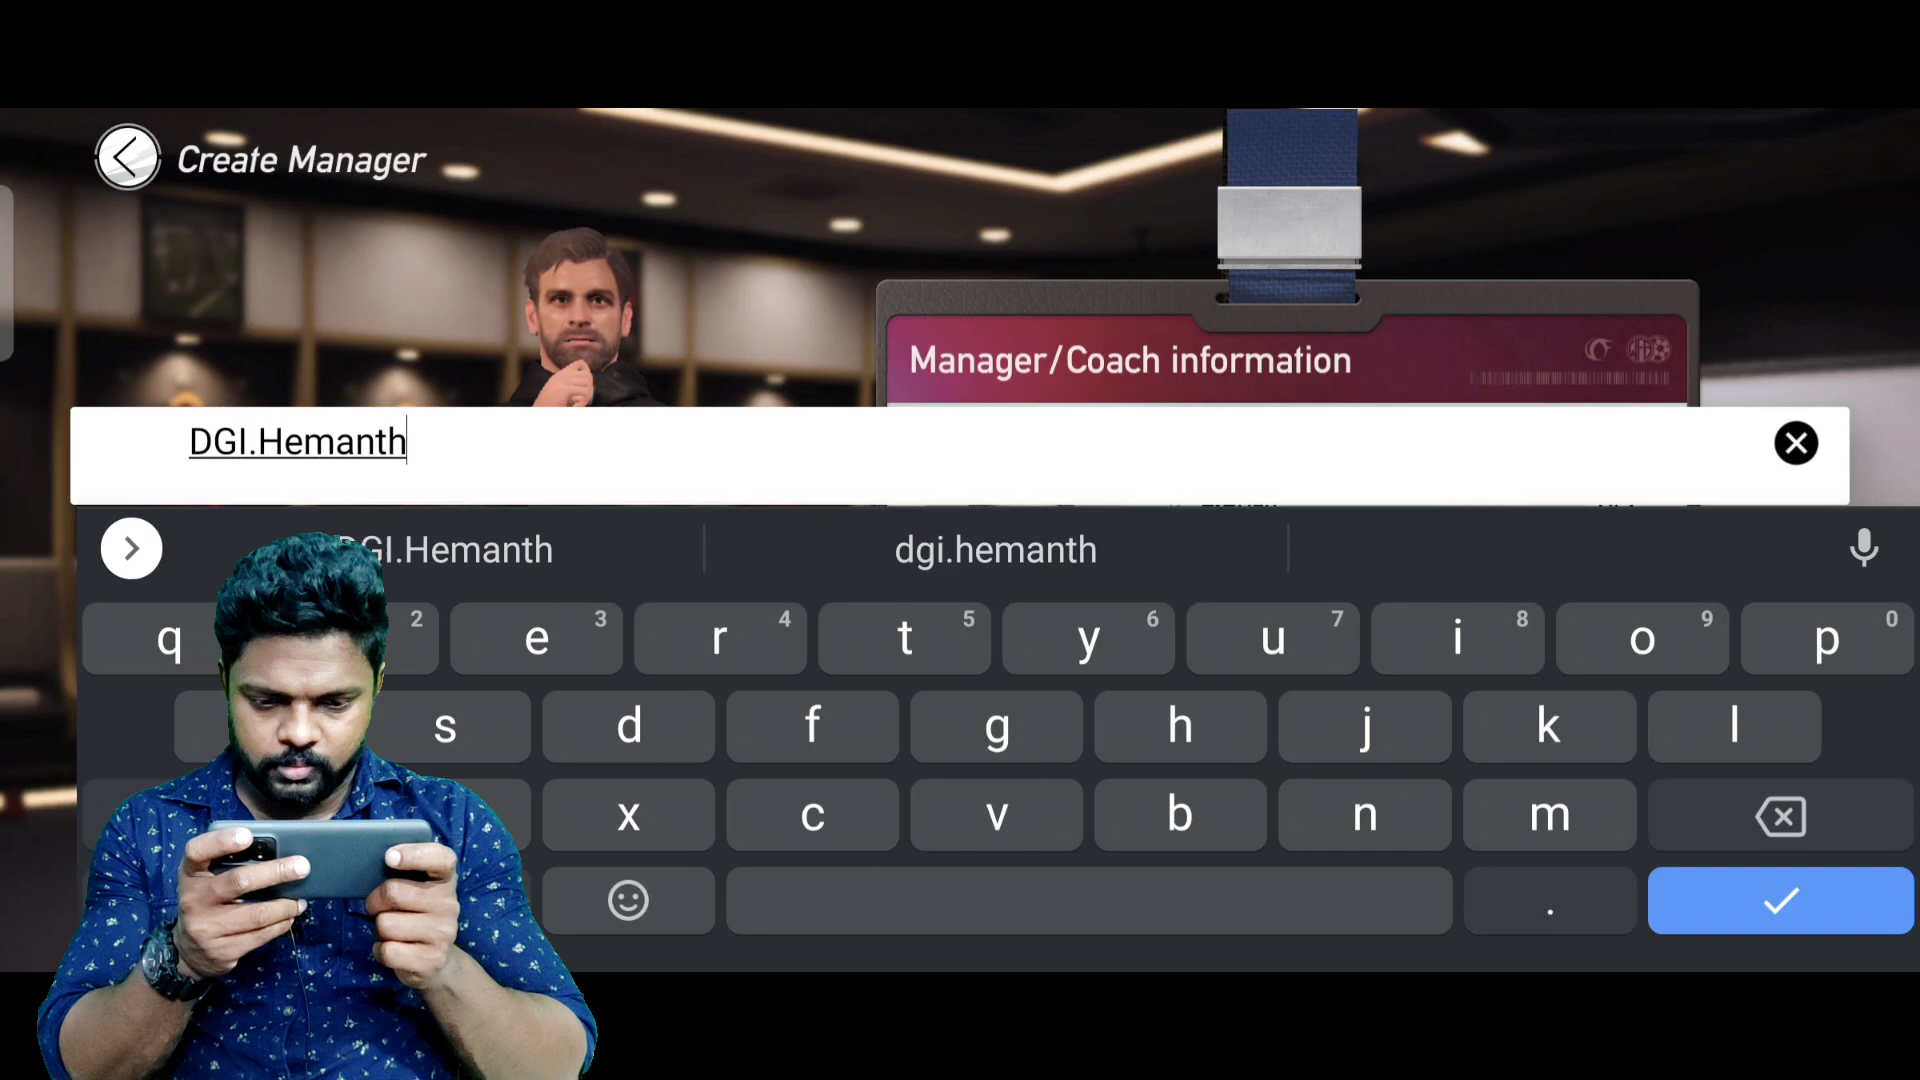 Create Manager
Manager/Coach information
DGI.Hemanth
DGI.Hemanth dgi.hemanth
q 2 e 3 r 4 t 5 y 6 u 7 i 8 o 9 p 0
s d f g h j k l
x c v b n m
.